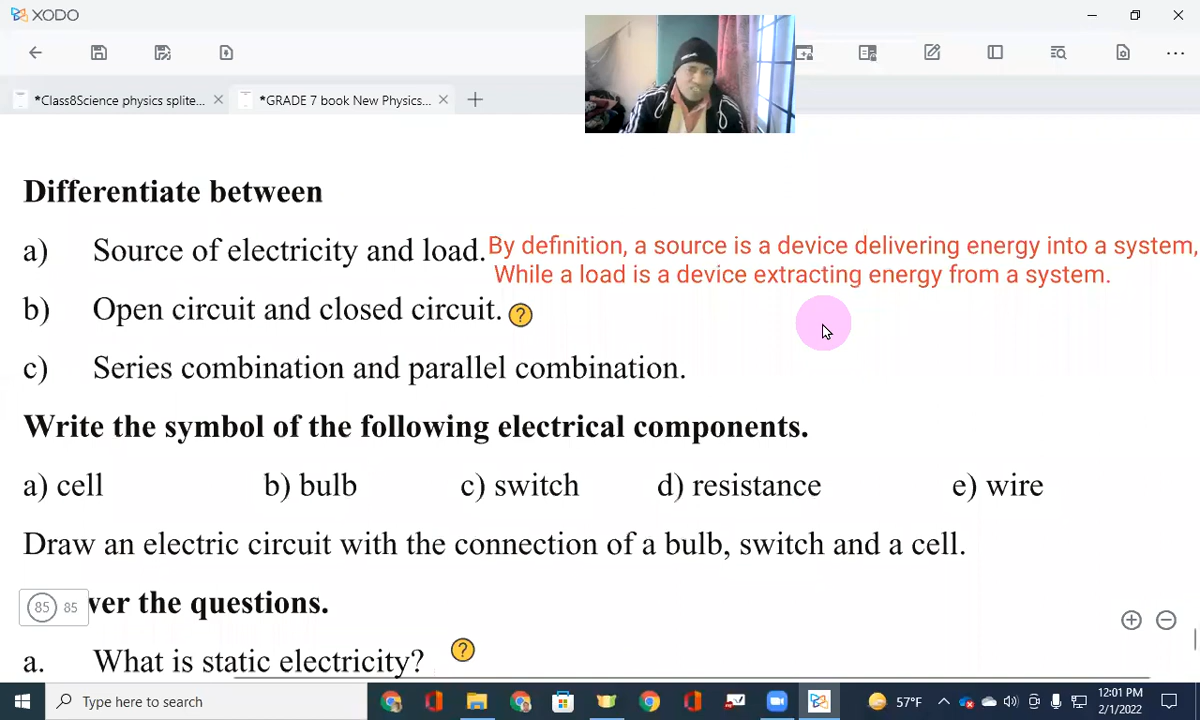 XODO
*Class8Science physics splite...
*GRADE 7 book New Physics...
Differentiate between
a) Source of electricity and load. By definition, a source is a device delivering energy into a system,
While a load is a device extracting energy from a system.
b) Open circuit and closed circuit. ?
c) Series combination and parallel combination.
Write the symbol of the following electrical components.
a) cell b) bulb c) switch d) resistance e) wire
Draw an electric circuit with the connection of a bulb, switch and a cell.
85 85 ver the questions.
a. What is static electricity? ?
Type here to search
57°F
12:01 PM
2/1/2022